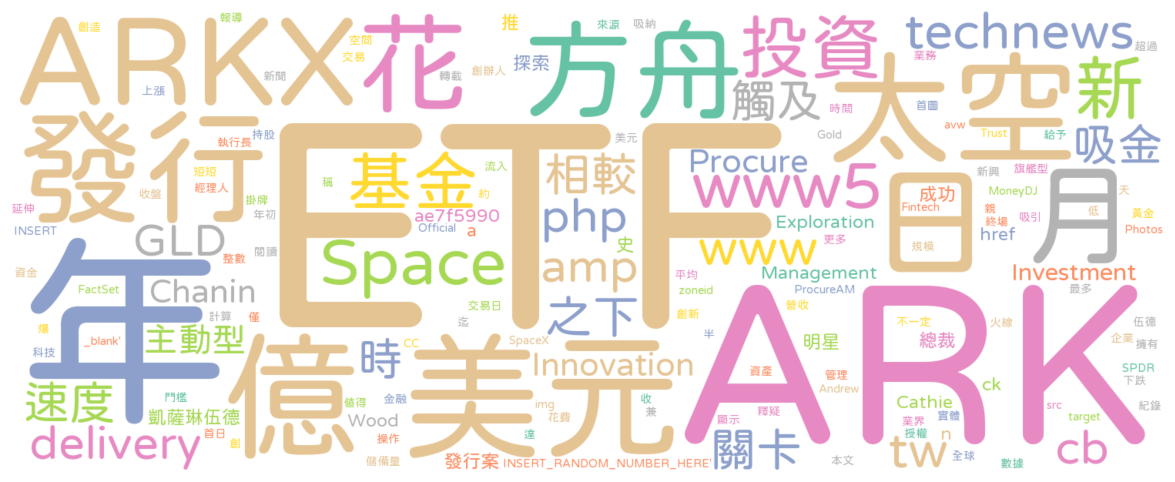 ARKX
花
方舟
投資
technews
太空
新
吸金
觸及
創造
報導
空間
交易
新聞
上漲
轉載
創辦人
推
探索
來源
吸納
業務
超過
時間
首圖
avw
Trust
給予
發行
執行長
持股
短短
經理人
收盤
掛牌
年初
延伸
INSERT
ETF
基金
稱
約
流入
美元
相較
Gold
Procure
www5
日
月
成功
Fintech
規模
新興
旗艦型
MoneyDJ
親
終場
吸引
天
低
黃金
Photos
ae7f5990
Official
a
php
史
Exploration
更多
href
GLD
整數
閱讀
Space
amp
www
Management
平均
zoneid
ProcureAM
Investment
最多
年
資金
FactSet
Chanin
計算
僅
交易日
迄
之下
創新
營收
半
ARK
_blank'
科技
主動型
爆
億
時
CC
SpaceX
美元
Innovation
明星
不一定
總裁
火線
伍德
企業
擁有
速度
門檻
凱薩琳伍德
首日
創
值得
金融
Wood
操作
img
花費
收
兼
達
資產
管理
Andrew
釋疑
顯示
Cathie
ck
業界
實體
授權
n
src
target
SPDR
下跌
紀錄
delivery
儲備量
發行案
INSERT_RANDOM_NUMBER_HERE'
關卡
本文
tw
全球
數據
cb